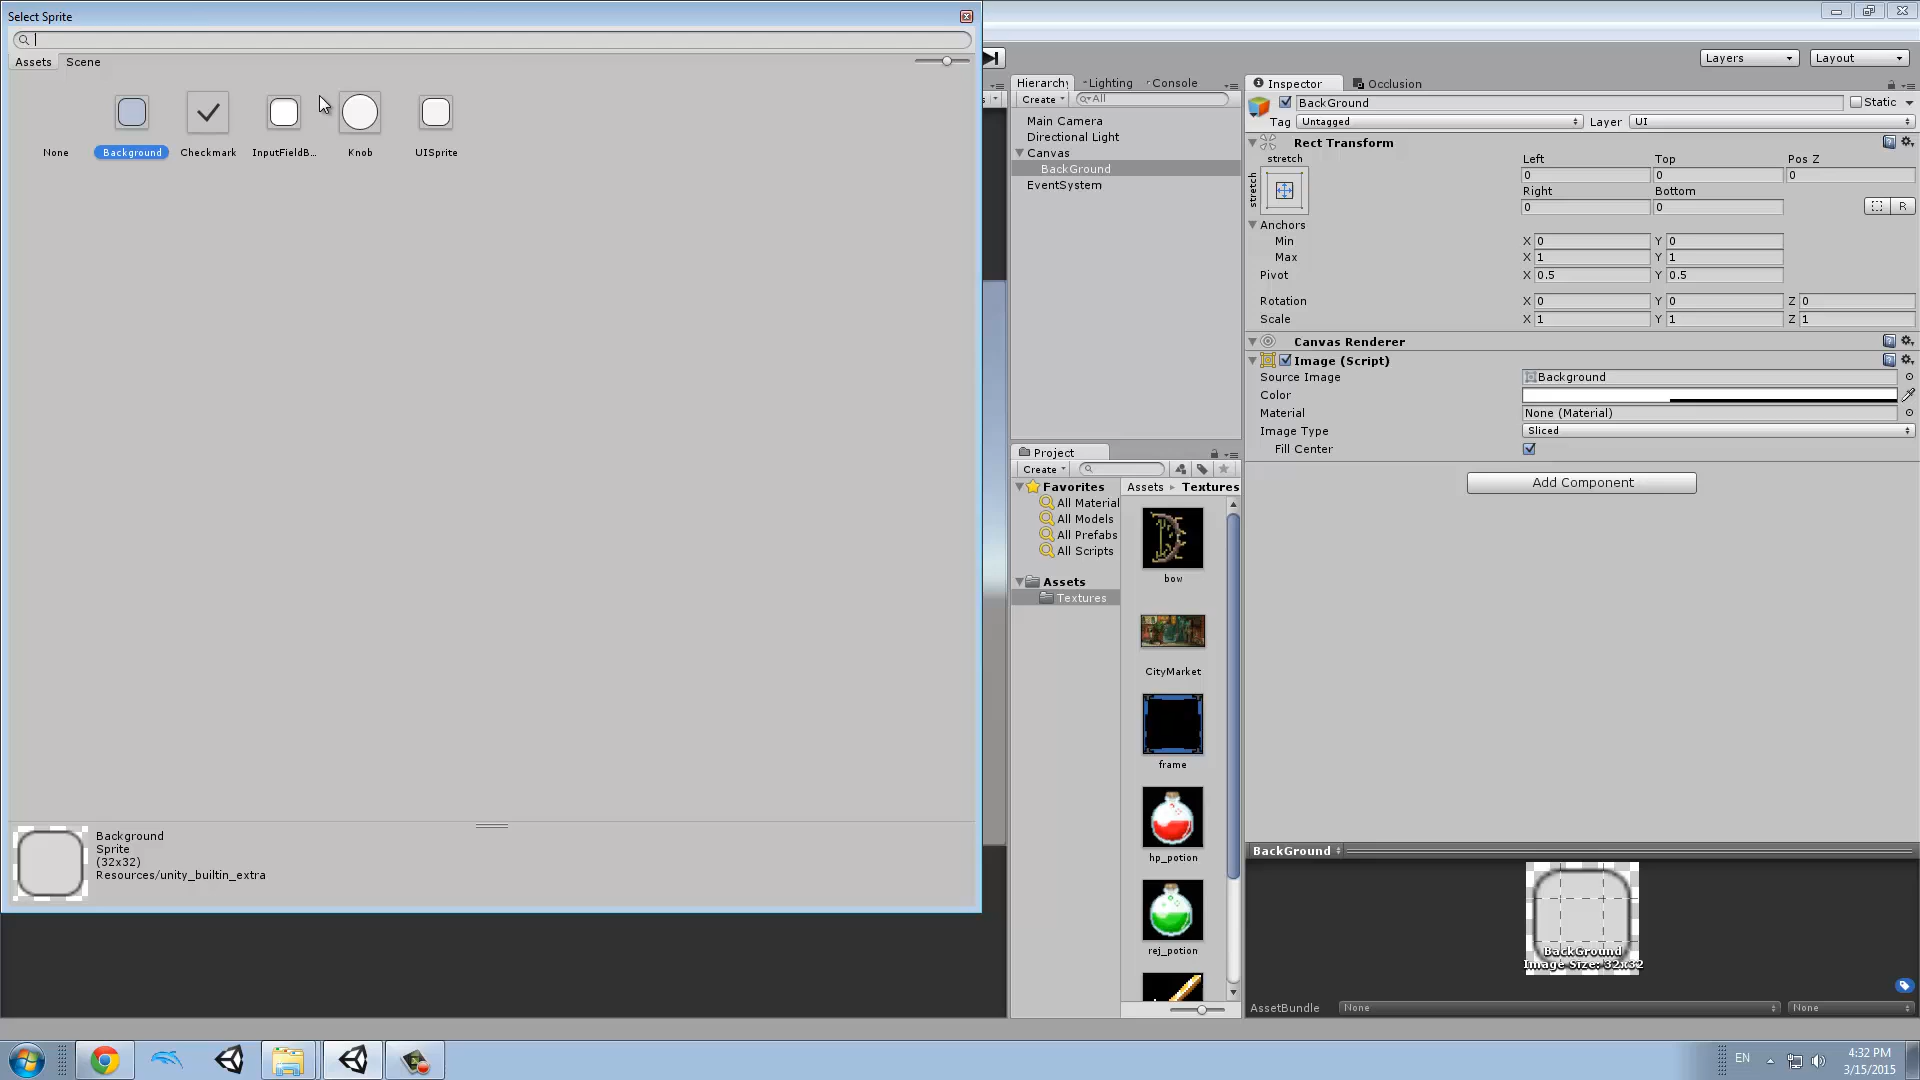 Select Sprite
Assets Scene
None Background Checkmark InputFieldB... Knob UISprite
Background
Sprite
(32x32)
Resources/unity_builtin_extra
Layers Layout
Hierarchy Lighting Console
Create All
Main Camera
Directional Light
Canvas
BackGround
EventSystem
Project
Create
Favorites
All Material
All Models
All Prefabs
All Scripts
Assets
Textures
Assets Textures
bow
CityMarket
frame
hp_potion
rej_potion
Inspector Occlusion
BackGround Static
Tag Untagged Layer UI
Rect Transform
stretch
stretch
Left Top Pos Z
0 0 0
Right Bottom
0 0 R
Anchors
Min X 0 Y 0
Max X 1 Y 1
Pivot X 0.5 Y 0.5
Rotation X 0 Y 0 Z 0
Scale X 1 Y 1 Z 1
Canvas Renderer
Image (Script)
Source Image Background
Color
Material None (Material)
Image Type Sliced
Fill Center
Add Component
BackGround
BackGround
Image Size: 32x32
AssetBundle None None
EN
4:32 PM
3/15/2015